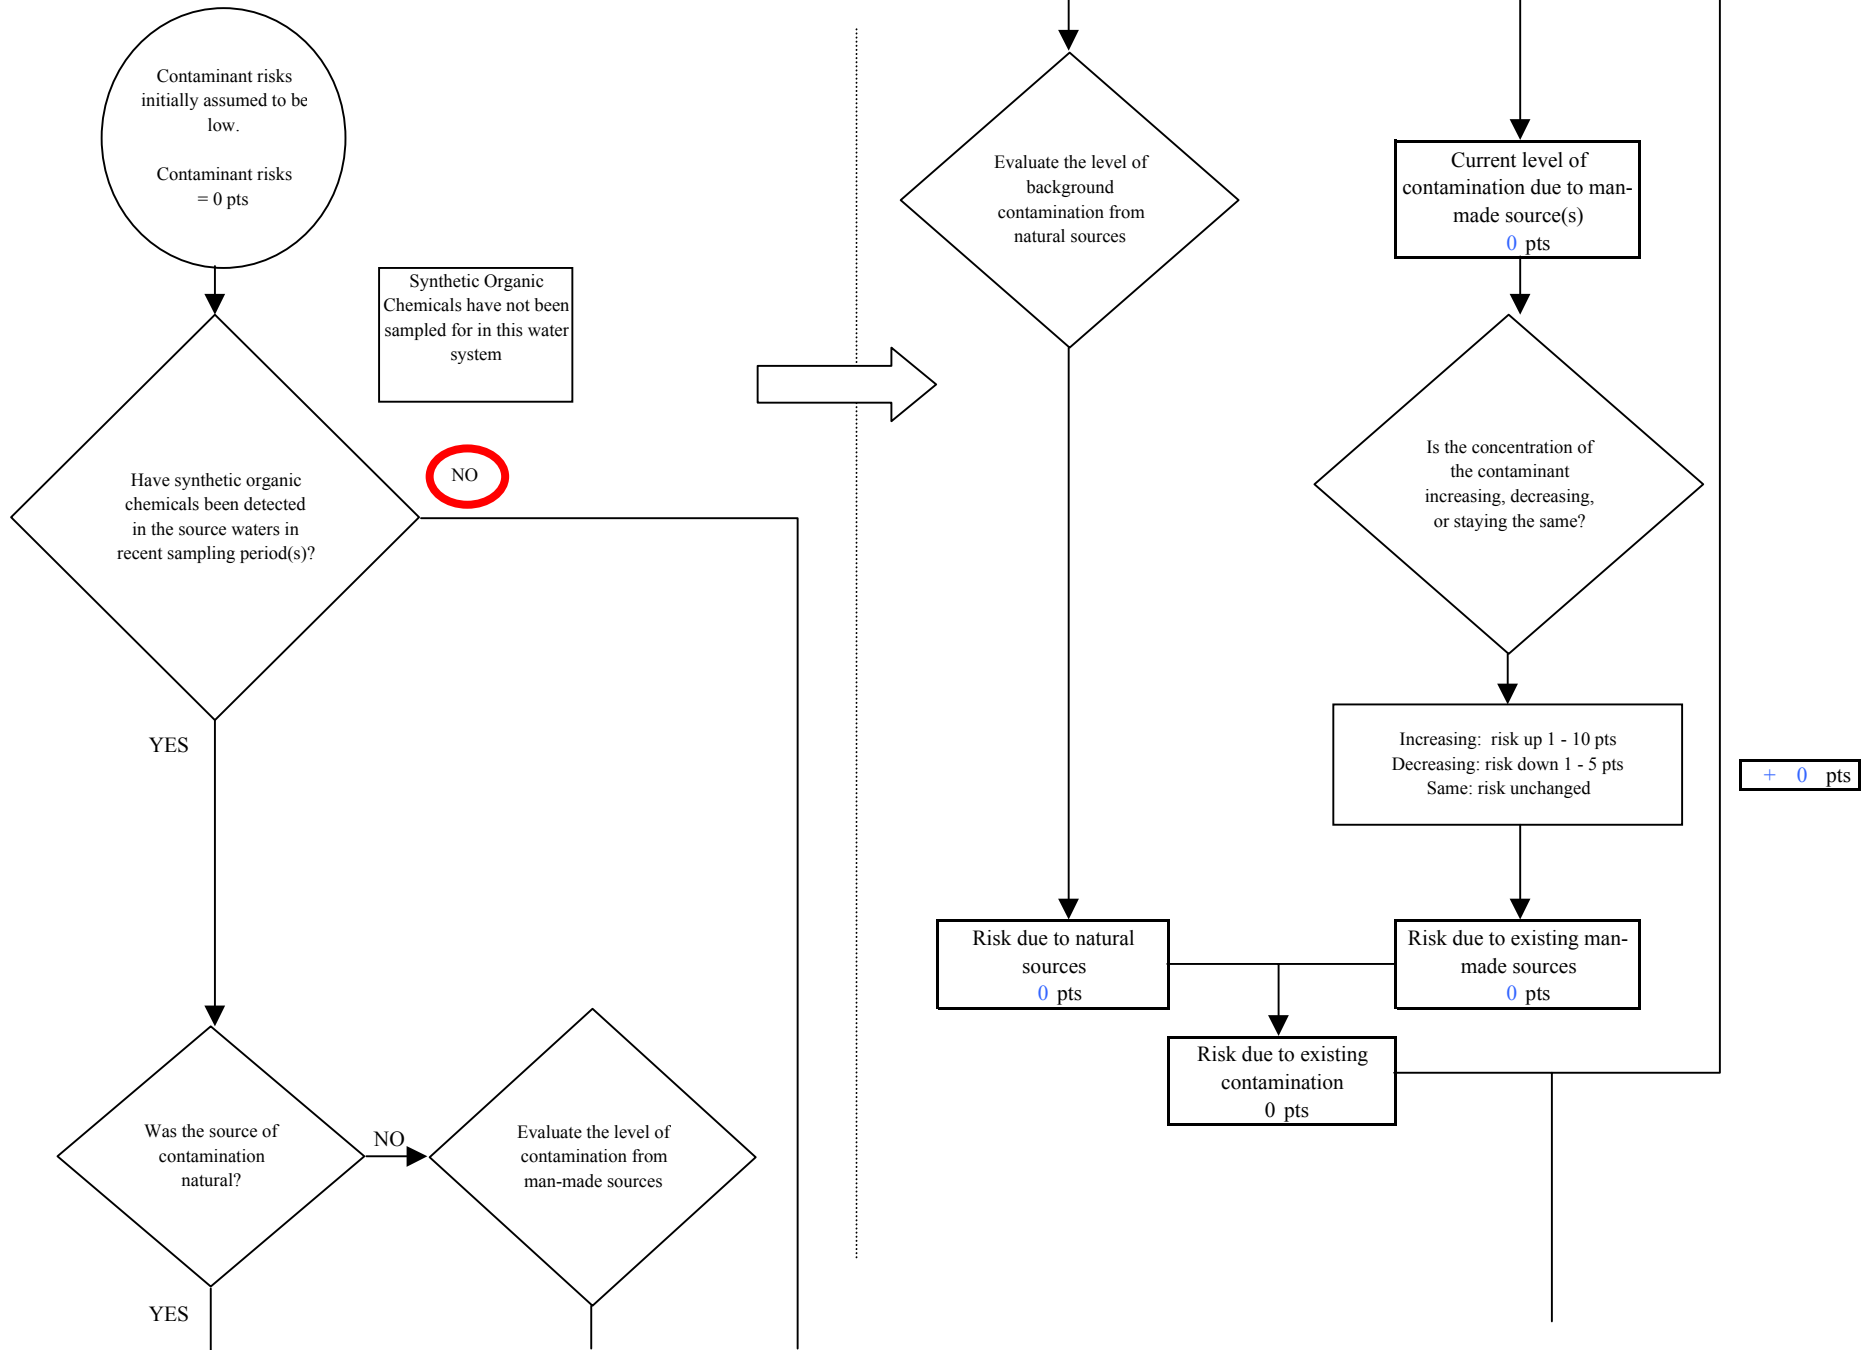 Contaminant risks
initially assumed to be
low.
Contaminant risks
= 0 pts
Synthetic Organic
Chemicals have not been
sampled for in this water
system
NO
Have synthetic organic
chemicals been detected
in the source waters in
recent sampling period(s)?
YES
Was the source of
contamination
natural?
NO
Evaluate the level of
contamination from
man-made sources
YES
Evaluate the level of
background
contamination from
natural sources
Current level of
contamination due to man-
made source(s)
0 pts
Is the concentration of
the contaminant
increasing, decreasing,
or staying the same?
Increasing: risk up 1 - 10 pts
Decreasing: risk down 1 - 5 pts
Same: risk unchanged
+ 0 pts
Risk due to natural
sources
0 pts
Risk due to existing man-
made sources
0 pts
Risk due to existing
contamination
0 pts